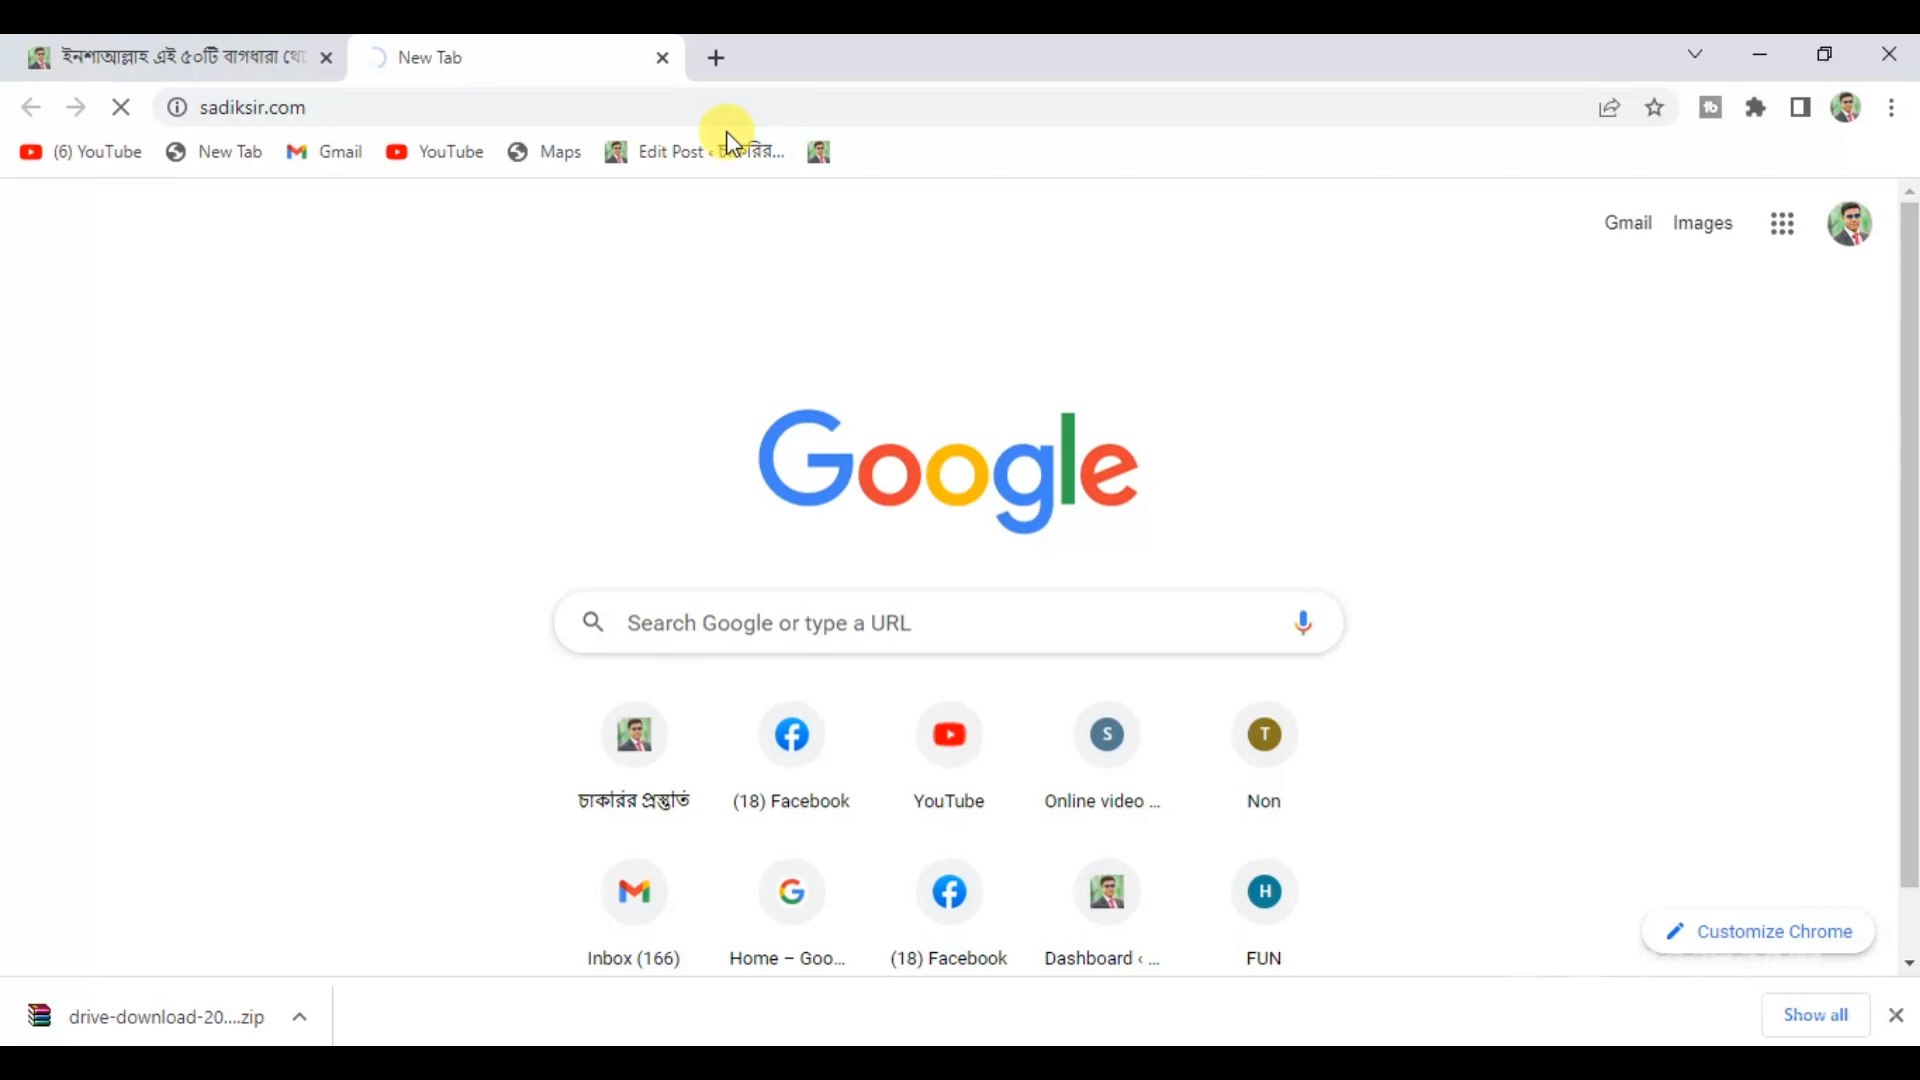 ইনশাআল্লাহ এই ৫০টি বাগধারা থে
New Tab
sadiksir.com
(6) YouTube
New Tab
Gmail
YouTube
Maps
Edit Post ‹ চাকরির...
Gmail
Images
Google
Search Google or type a URL
চাকরির প্রস্তুতি
(18) Facebook
YouTube
Online video ...
Non
Inbox (166)
Home – Goo...
(18) Facebook
Dashboard ‹ ...
FUN
Customize Chrome
drive-download-20....zip
Show all